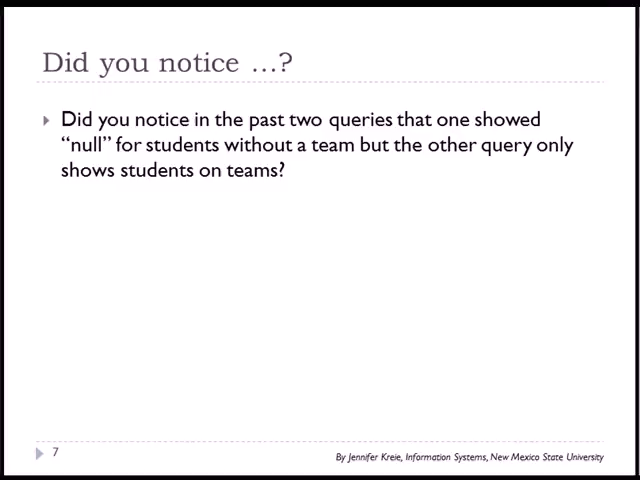 Did you notice …?
Did you notice in the past two queries that one showed
“null” for students without a team but the other query only
shows students on teams?
7
By Jennifer Kreie, Information Systems, New Mexico State University